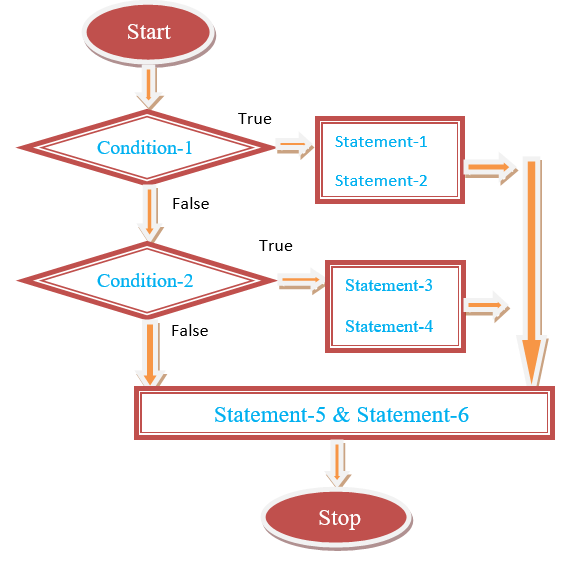 Start
Condition-1
True
Statement-1
Statement-2
False
Condition-2
True
Statement-3
Statement-4
False
Statement-5 & Statement-6
Stop